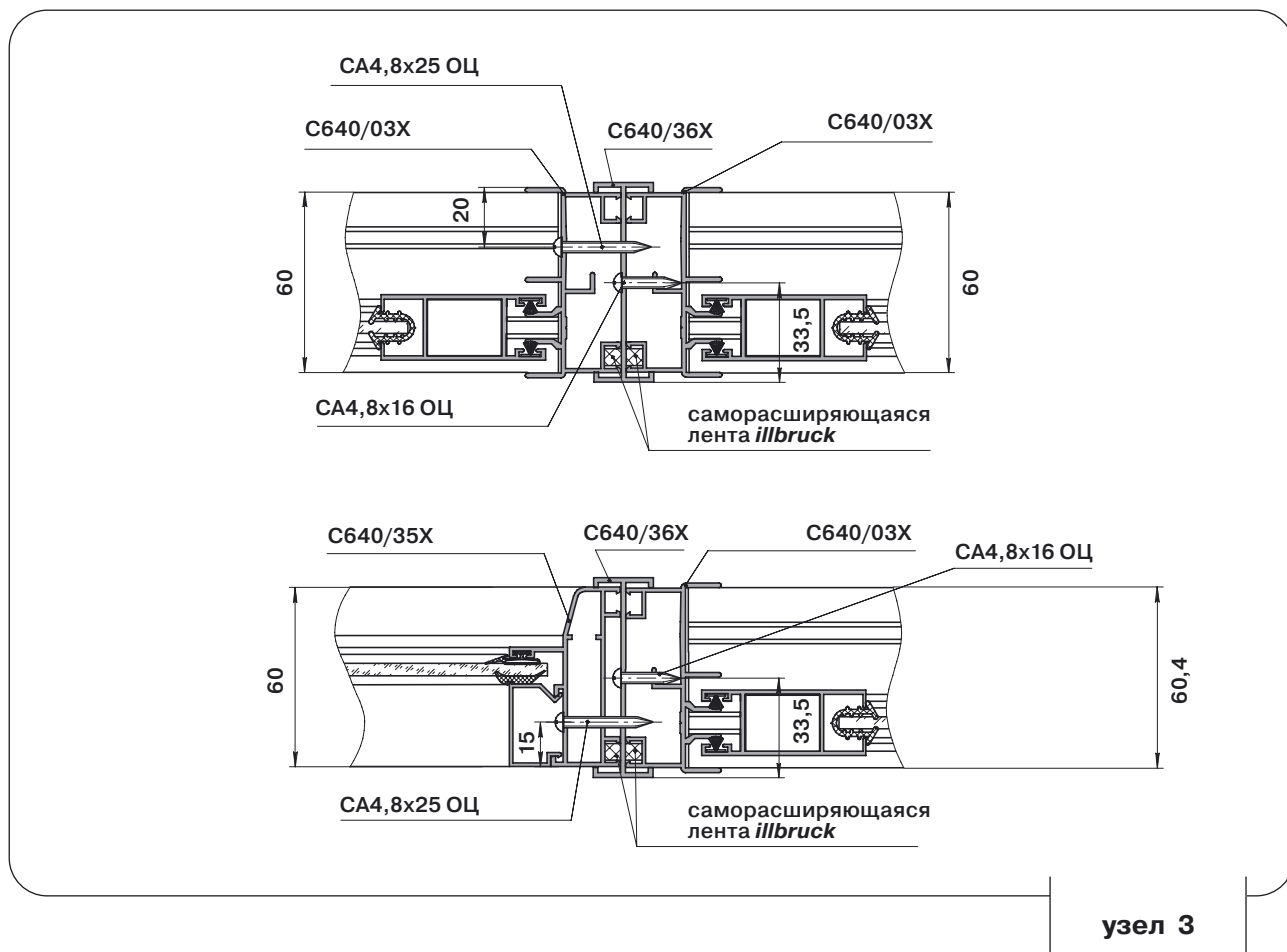 СА4,8х25 ОЦ
С640/03Х
С640/36Х
С640/03Х
60
20
33,5
60
СА4,8х16 ОЦ
саморасширяющаяся
лента illbruck
С640/35Х
С640/36Х
С640/03Х
СА4,8х16 ОЦ
60
15
33,5
60,4
СА4,8х25 ОЦ
саморасширяющаяся
лента illbruck
узел 3